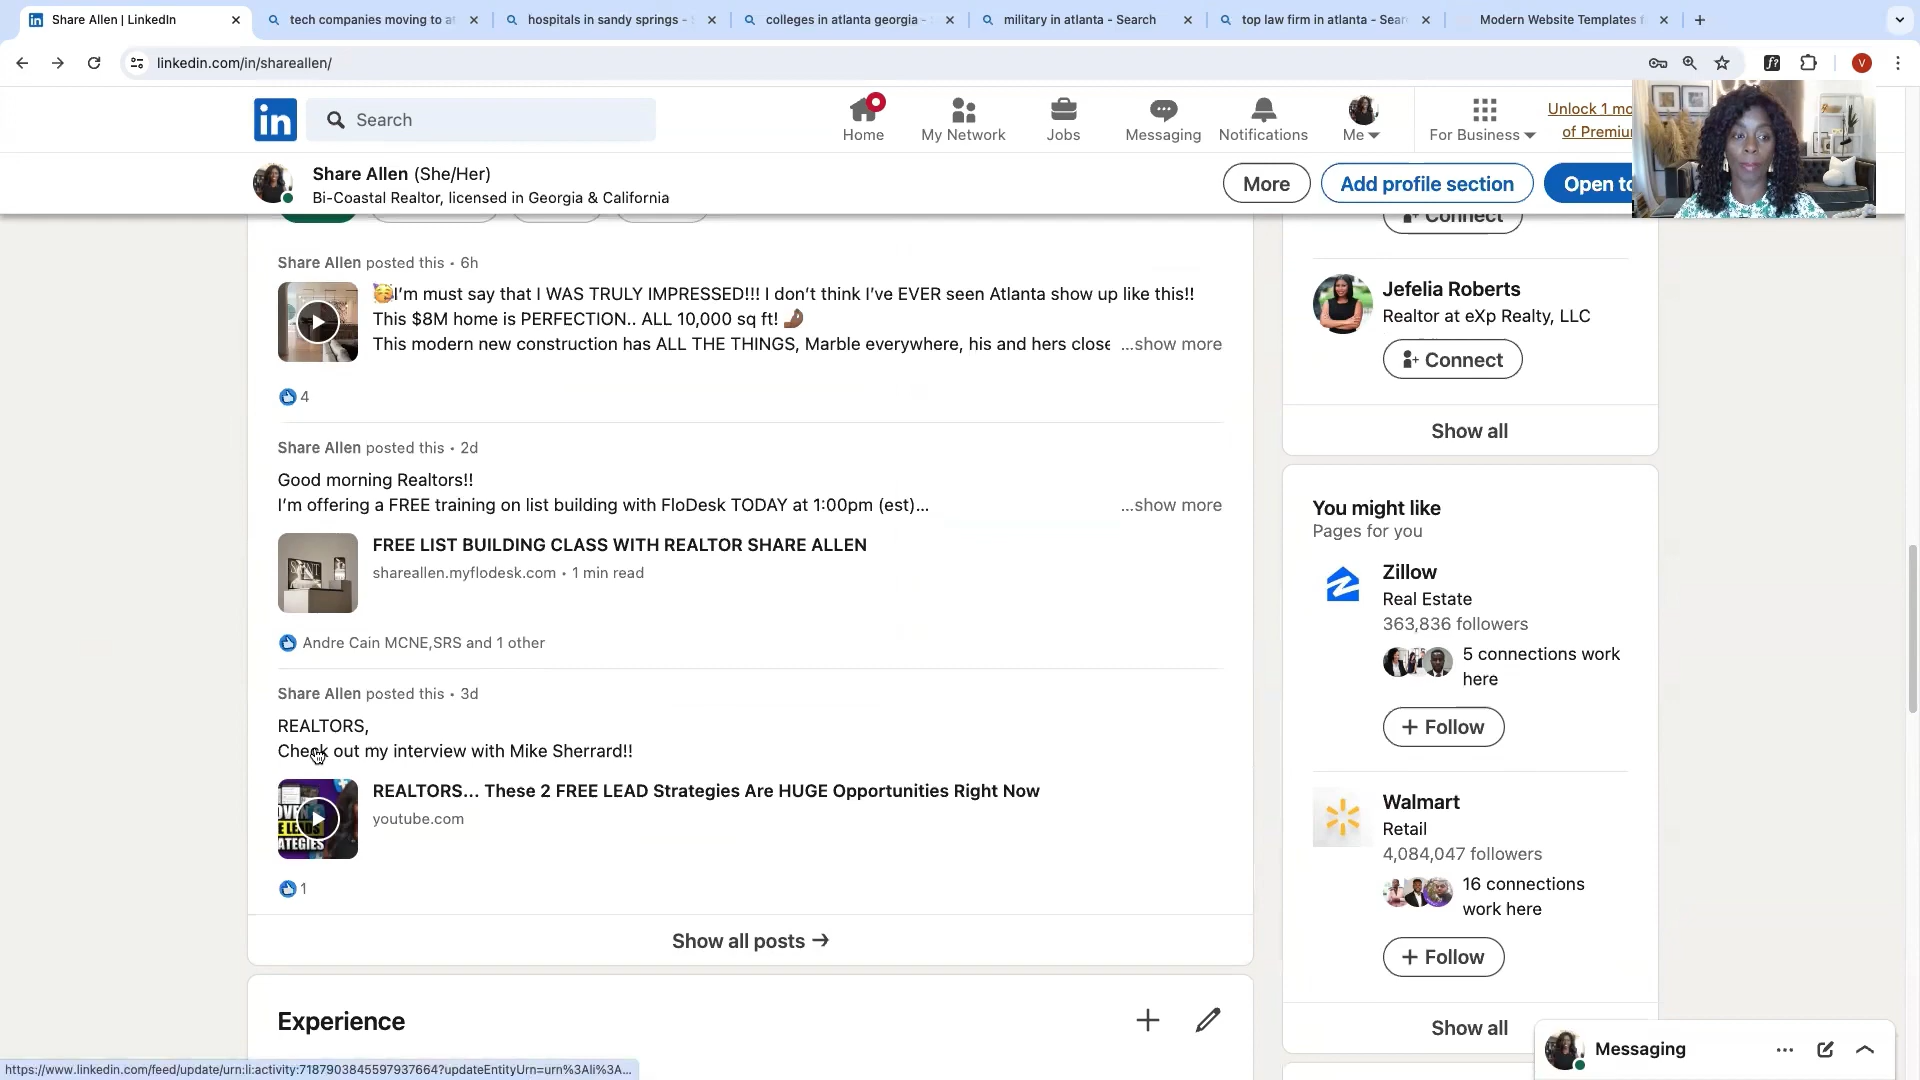 Share Allen | LinkedIn
tech companies moving to at
hospitals in sandy springs -
colleges in atlanta georgia -
military in atlanta - Search
top law firm in atlanta - Sear
Modern Website Templates f
linkedin.com/in/shareallen/
V
in
Search
Home
My Network
Jobs
Messaging
Notifications
Me
For Business
Unlock 1 mo
of Premiu
Share Allen (She/Her)
Bi-Coastal Realtor, licensed in Georgia & California
More
Add profile section
Open to
Share Allen posted this • 6h
🥳I'm must say that I WAS TRULY IMPRESSED!!! I don't think I've EVER seen Atlanta show up like this!!
This $8M home is PERFECTION.. ALL 10,000 sq ft! 🤌🏾
This modern new construction has ALL THE THINGS, Marble everywhere, his and hers close ...show more
4
Share Allen posted this • 2d
Good morning Realtors!!
I'm offering a FREE training on list building with FloDesk TODAY at 1:00pm (est)... ...show more
FREE LIST BUILDING CLASS WITH REALTOR SHARE ALLEN
shareallen.myflodesk.com • 1 min read
Andre Cain MCNE,SRS and 1 other
Share Allen posted this • 3d
REALTORS,
Check out my interview with Mike Sherrard!!
REALTORS... These 2 FREE LEAD Strategies Are HUGE Opportunities Right Now
youtube.com
1
Show all posts →
Experience
Connect
Jefelia Roberts
Realtor at eXp Realty, LLC
Connect
Show all
You might like
Pages for you
Zillow
Real Estate
363,836 followers
5 connections work
here
+ Follow
Walmart
Retail
4,084,047 followers
16 connections
work here
+ Follow
Show all
Messaging
https://www.linkedin.com/feed/update/urn:li:activity:7187903845597937664?updateEntityUrn=urn%3Ali%3A...